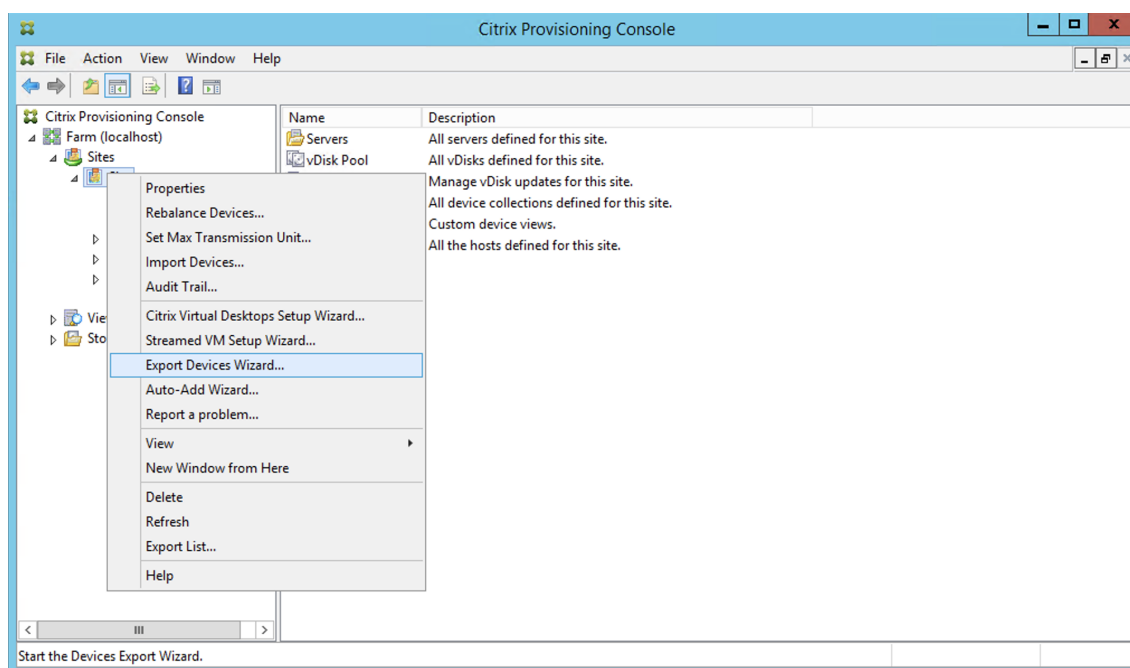 Citrix Provisioning Console
File Action View Window Help
Citrix Provisioning Console
Farm (localhost)
Sites
Name Description
Servers All servers defined for this site.
vDisk Pool All vDisks defined for this site.
Manage vDisk updates for this site.
All device collections defined for this site.
Custom device views.
All the hosts defined for this site.
Vie
Sto
Properties
Rebalance Devices...
Set Max Transmission Unit...
Import Devices...
Audit Trail...
Citrix Virtual Desktops Setup Wizard...
Streamed VM Setup Wizard...
Export Devices Wizard...
Auto-Add Wizard...
Report a problem...
View
New Window from Here
Delete
Refresh
Export List...
Help
Start the Devices Export Wizard.